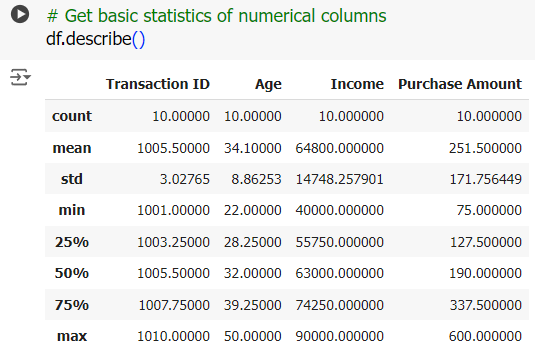 # Get basic statistics of numerical columns
df.describe()
Transaction ID Age Income Purchase Amount
count 10.00000 10.00000 10.000000 10.000000
mean 1005.50000 34.10000 64800.000000 251.500000
std 3.02765 8.86253 14748.257901 171.756449
min 1001.00000 22.00000 40000.000000 75.000000
25% 1003.25000 28.25000 55750.000000 127.500000
50% 1005.50000 32.00000 63000.000000 190.000000
75% 1007.75000 39.25000 74250.000000 337.500000
max 1010.00000 50.00000 90000.000000 600.000000